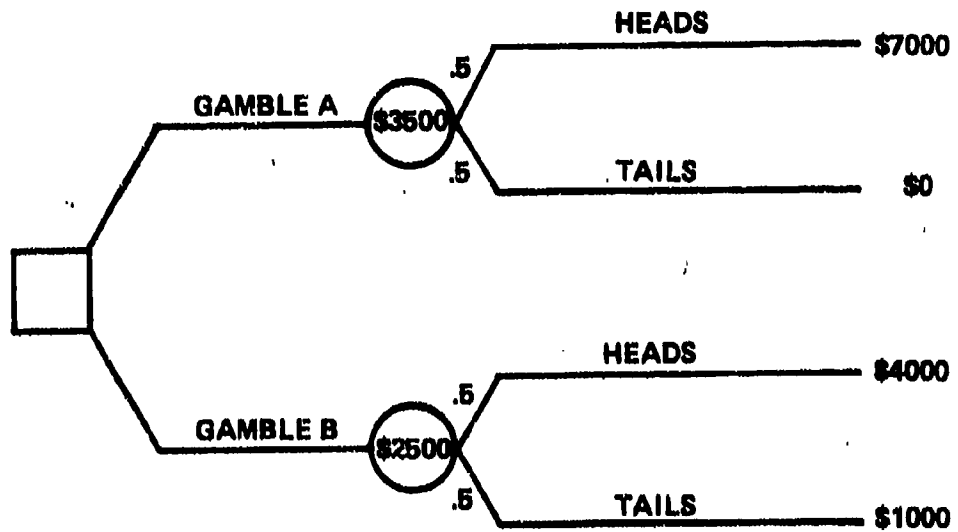 HEADS
$7000
.5
GAMBLE A
$3500
.5
TAILS
$0
HEADS
$4000
.5
GAMBLE B
$2500
.5
TAILS
$1000